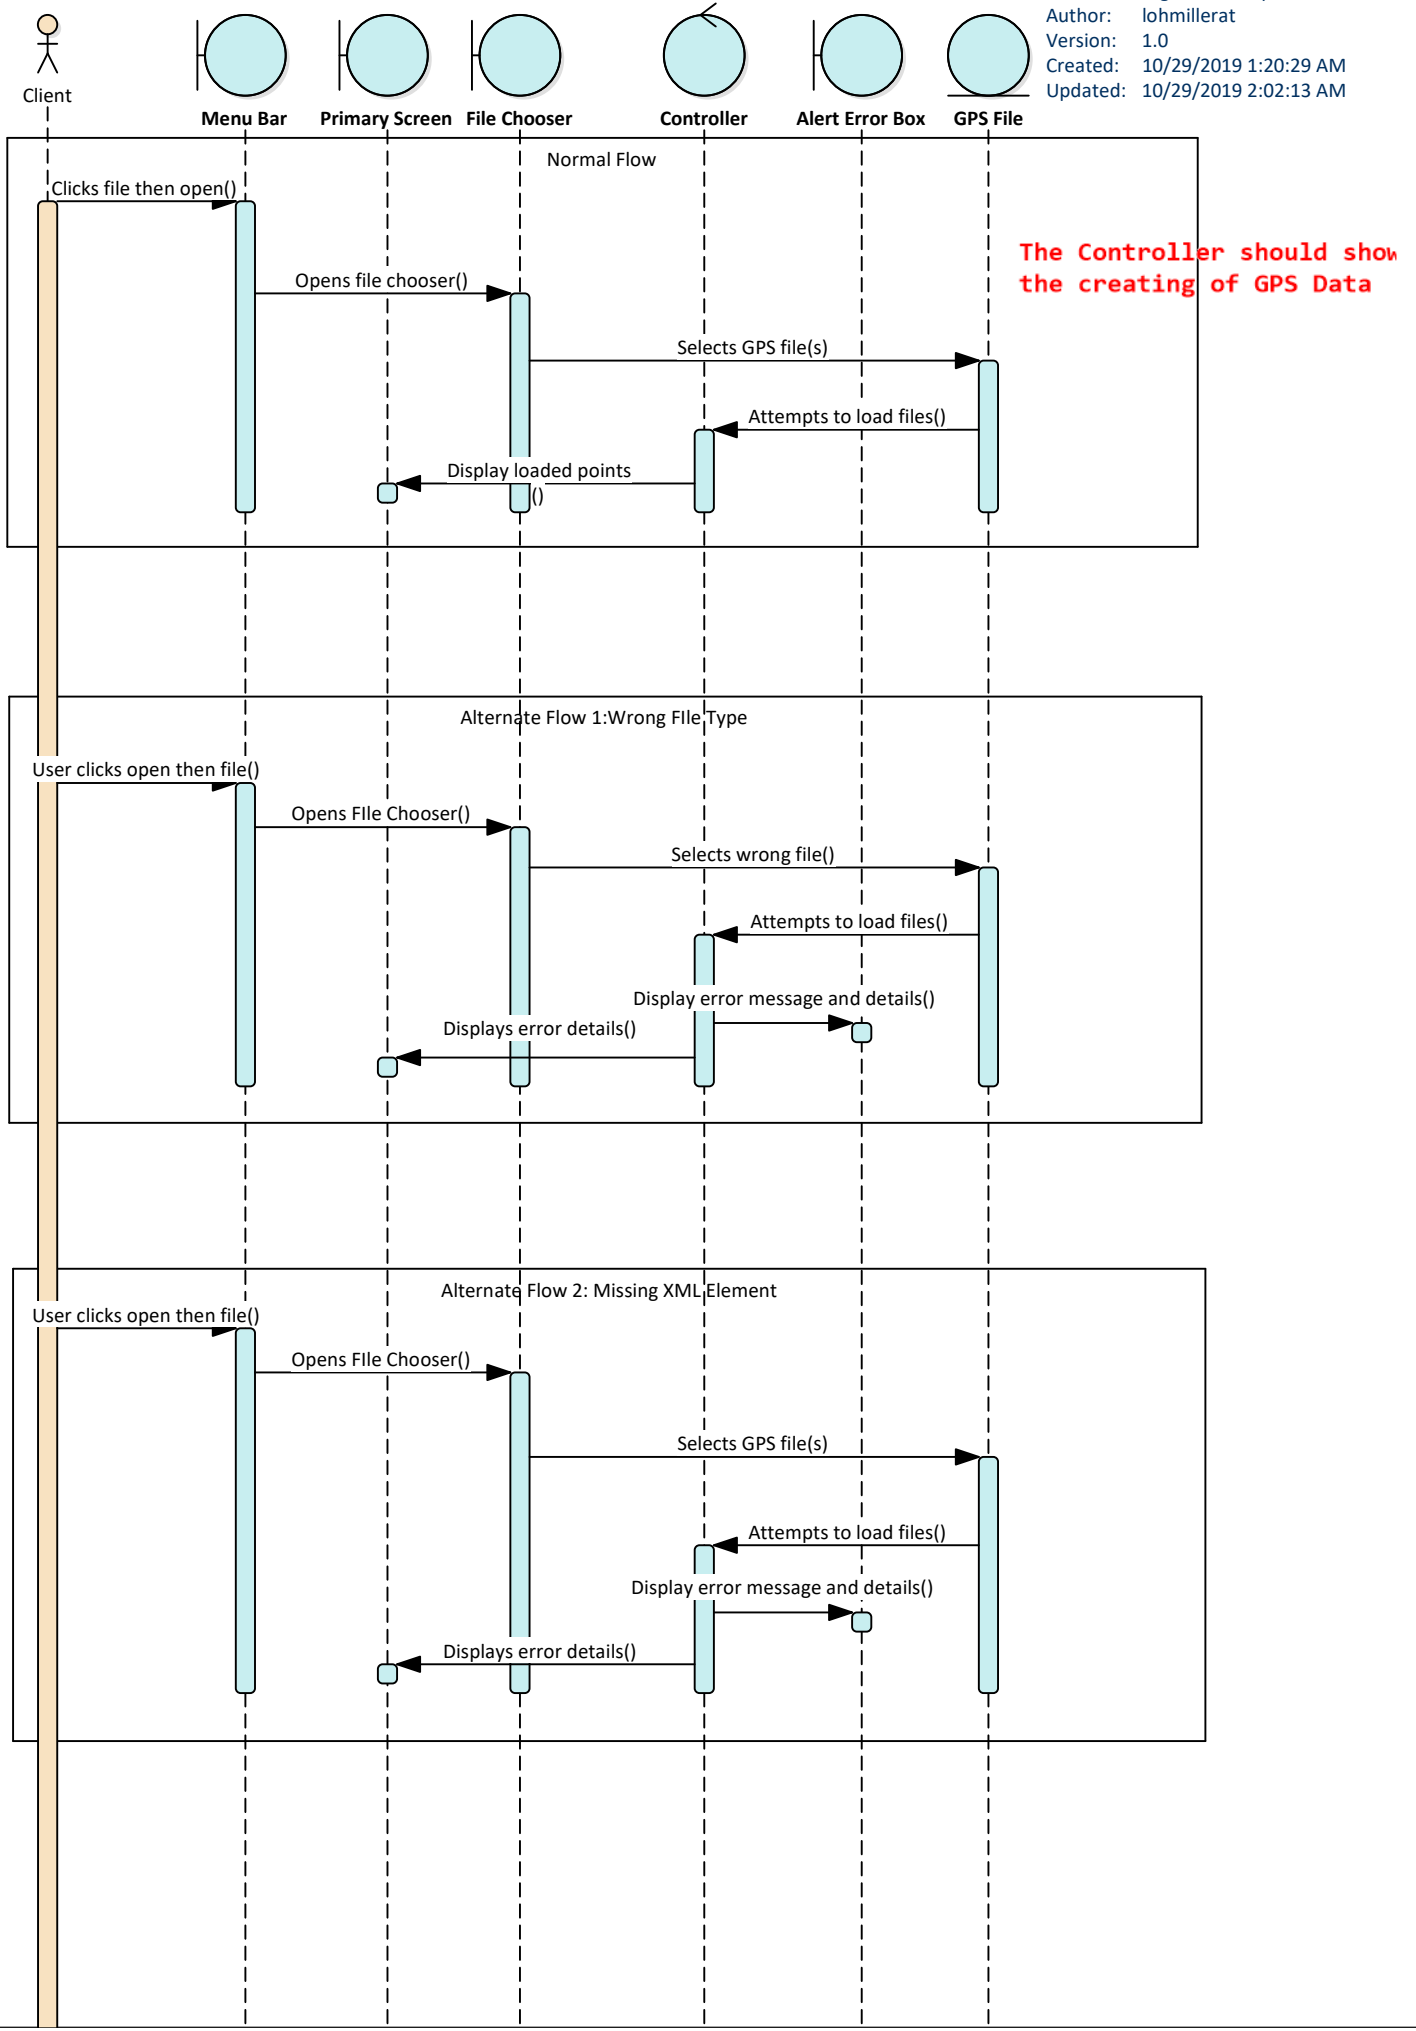 Author: lohmillerat
Version: 1.0
Created: 10/29/2019 1:20:29 AM
Updated: 10/29/2019 2:02:13 AM
Client
Menu Bar
Primary Screen
File Chooser
Controller
Alert Error Box
GPS File
Normal Flow
Clicks file then open()
The Controller should show
the creating of GPS Data
Opens file chooser()
Selects GPS file(s)
Attempts to load files()
Display loaded points
()
Alternate Flow 1:Wrong FIle Type
User clicks open then file()
Opens FIle Chooser()
Selects wrong file()
Attempts to load files()
Display error message and details()
Displays error details()
Alternate Flow 2: Missing XML Element
User clicks open then file()
Opens FIle Chooser()
Selects GPS file(s)
Attempts to load files()
Display error message and details()
Displays error details()